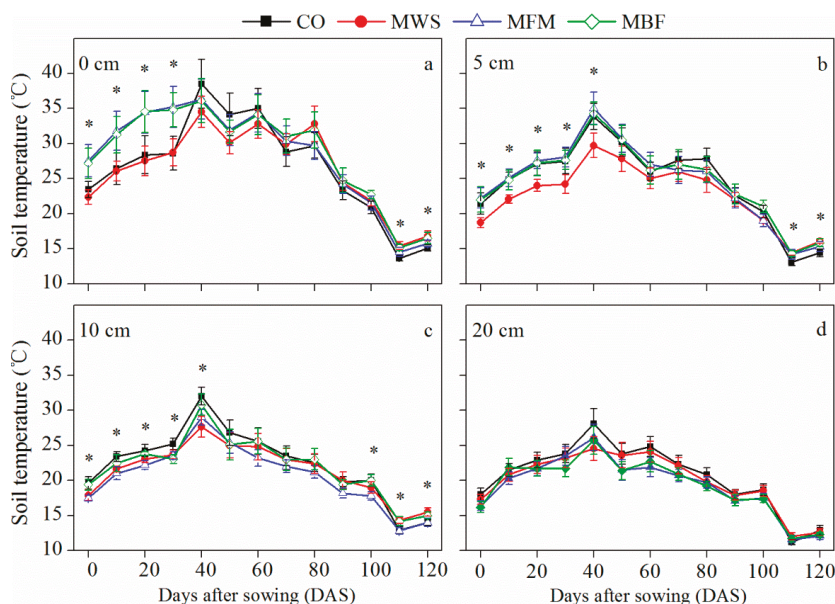 CO MWS MFM MBF
0 cm a
5 cm b
* * * *
* *
* * * * *
* *
Soil temperature (℃)
40
35
30
25
20
15
10
10 cm c
20 cm d
* * * * *
* * *
Soil temperature (℃)
40
35
30
25
20
15
10
0 20 40 60 80 100 120
0 20 40 60 80 100 120
Days after sowing (DAS)
Days after sowing (DAS)